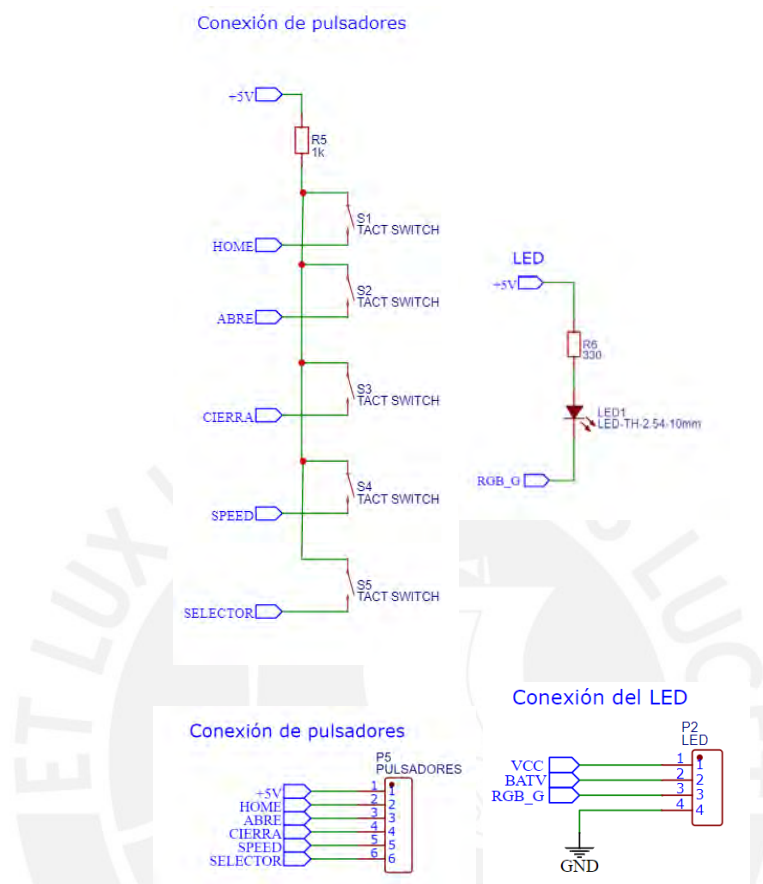 Conexión de pulsadores
+5V
R5
1k
S1
TACT SWITCH
HOME
S2
TACT SWITCH
ABRE
S3
TACT SWITCH
CIERRA
S4
TACT SWITCH
SPEED
S5
TACT SWITCH
SELECTOR
LED
+5V
R6
330
LED1
LED-TH-2.54-10mm
RGB_G
ET LUX
LUCE
Conexión de pulsadores
P5
PULSADORES
+5V 1 1
HOME 2 2
ABRE 3 3
CIERRA 4 4
SPEED 5 5
SELECTOR 6 6
Conexión del LED
P2
LED
VCC 1 1
BATV 2 2
RGB_G 3 3
4 4
GND